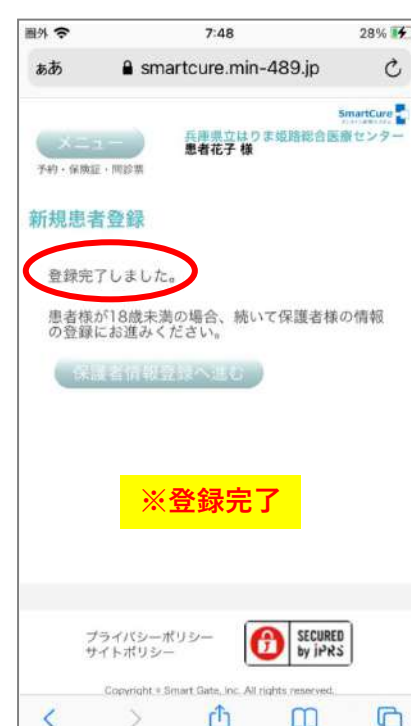 圏外 7:48 28%
ああ smartcure.min-489.jp
SmartCure
メニュー
兵庫県立はりま姫路総合医療センター
患者花子 様
予約・保険証・問診票
新規患者登録
登録完了しました。
患者様が18歳未満の場合、続いて保護者様の情報
の登録にお進みください。
保護者情報登録へ進む
※登録完了
プライバシーポリシー
サイトポリシー
SECURED
by JPRS
Copyright © Smart Gate, Inc. All rights reserved.